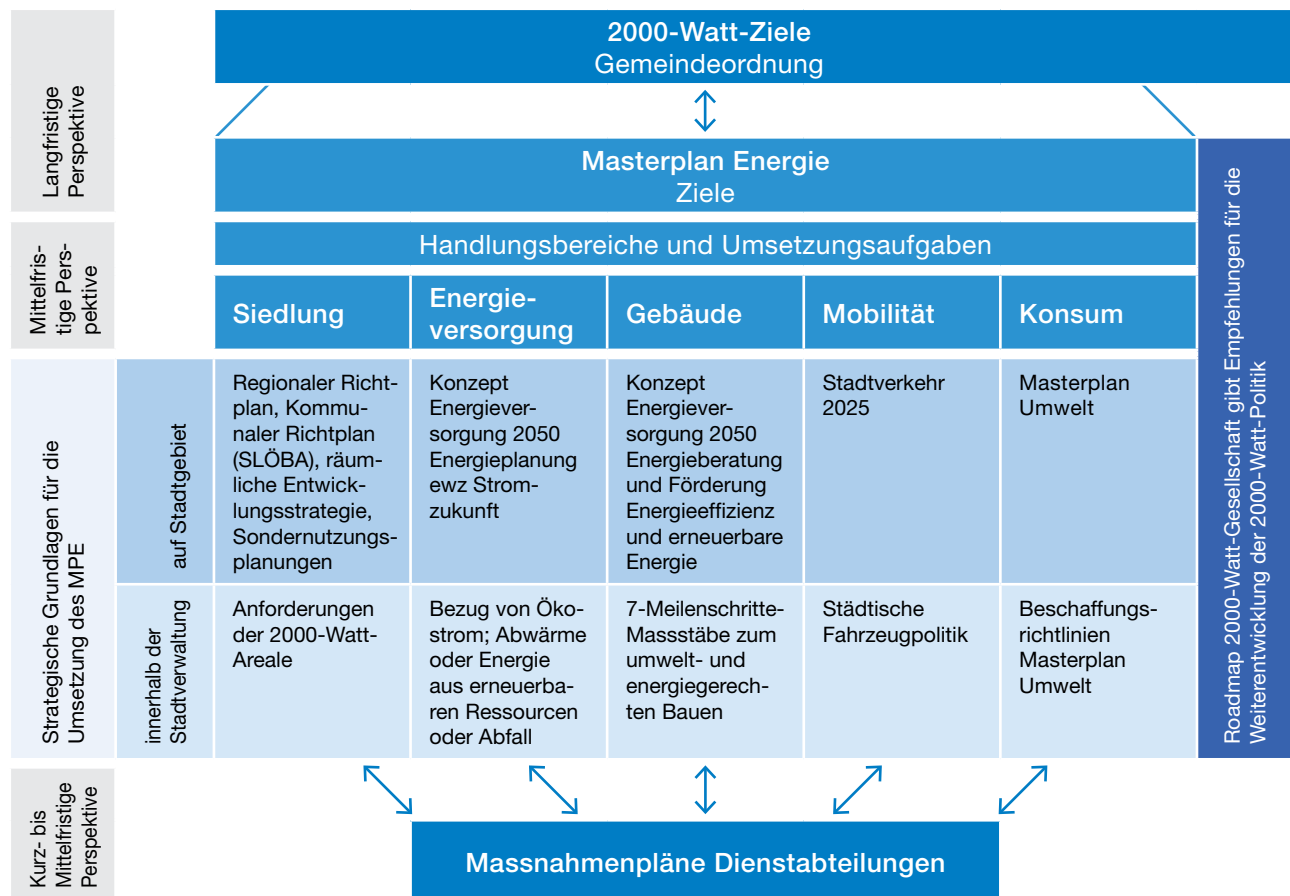 2000-Watt-Ziele
Gemeindeordnung
Langfristige
Perspektive
Masterplan Energie
Ziele
Mittelfris-
tige Pers-
pektive
Handlungsbereiche und Umsetzungsaufgaben
Siedlung
Energie-
versorgung
Gebäude
Mobilität
Konsum
Strategische Grundlagen für die
Umsetzung des MPE
auf Stadtgebiet
Regionaler Richt-
plan, Kommu-
naler Richtplan
(SLÖBA), räum-
liche Entwick-
lungsstrategie,
Sondernutzungs-
planungen
Konzept
Energiever-
sorgung 2050
Energieplanung
ewz Strom-
zukunft
Konzept
Energiever-
sorgung 2050
Energieberatung
und Förderung
Energieeffizienz
und erneuerbare
Energie
Stadtverkehr
2025
Masterplan
Umwelt
innerhalb der
Stadtverwaltung
Anforderungen
der 2000-Watt-
Areale
Bezug von Öko-
strom; Abwärme
oder Energie
aus erneuerba-
ren Ressourcen
oder Abfall
7-Meilenschritte-
Massstäbe zum
umwelt- und
energiegerech-
ten Bauen
Städtische
Fahrzeugpolitik
Beschaffungs-
richtlinien
Masterplan
Umwelt
Roadmap 2000-Watt-Gesellschaft gibt Empfehlungen für die
Weiterentwicklung der 2000-Watt-Politik
Kurz- bis
Mittelfristige
Perspektive
Massnahmenpläne Dienstabteilungen